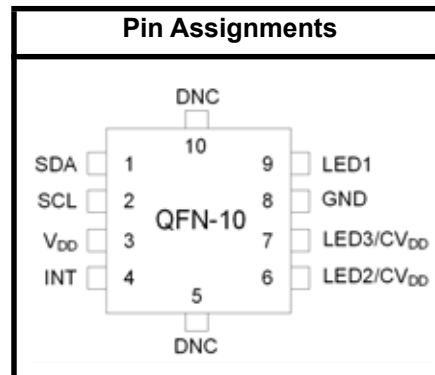 Pin Assignments
DNC
10
SDA 1 9 LED1
SCL 2 8 GND
QFN-10
VDD 3 7 LED3/CVDD
INT 4 6 LED2/CVDD
5
DNC